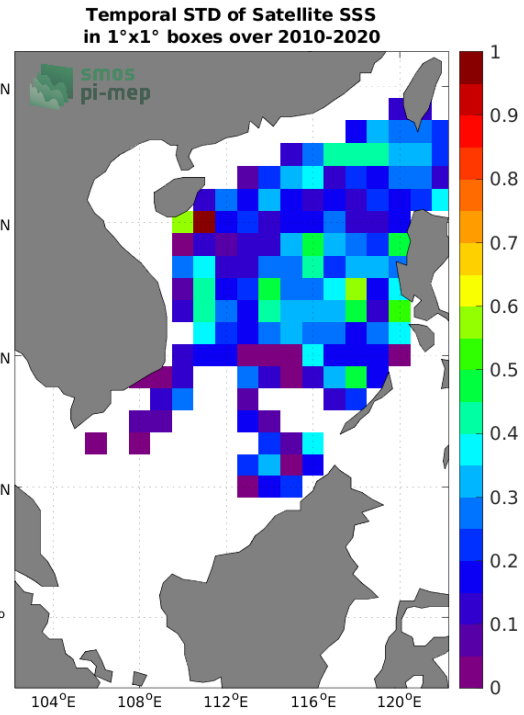 Temporal STD of Satellite SSS
in 1°x1° boxes over 2010-2020
smos
pi-mep
N
N
N
N
o
1
0.9
0.8
0.7
0.6
0.5
0.4
0.3
0.2
0.1
0
104°E 108°E 112°E 116°E 120°E